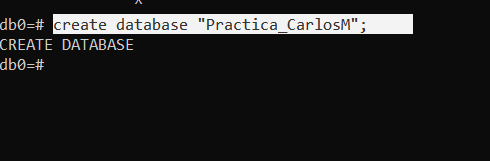 db0=# create database "Practica_CarlosM";
CREATE DATABASE
db0=#